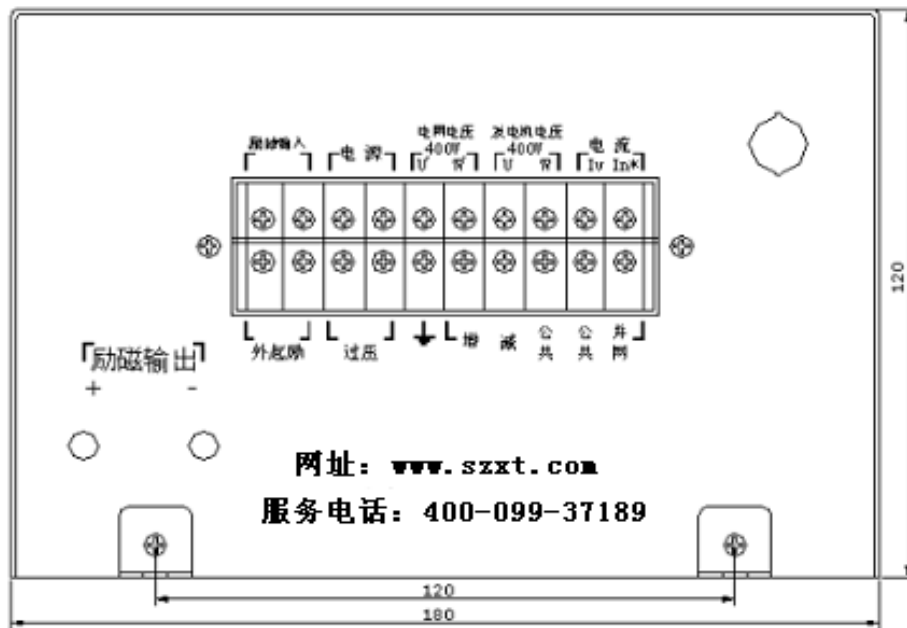 励磁输入 电源 电网电压 发电机电压 电流
400V 400V
U W U W Iv In*
120
外起励 过压 增 减 公共 公共 并网
励磁输出
+ -
网址：www.szxt.com
服务电话：400-099-37189
120
180